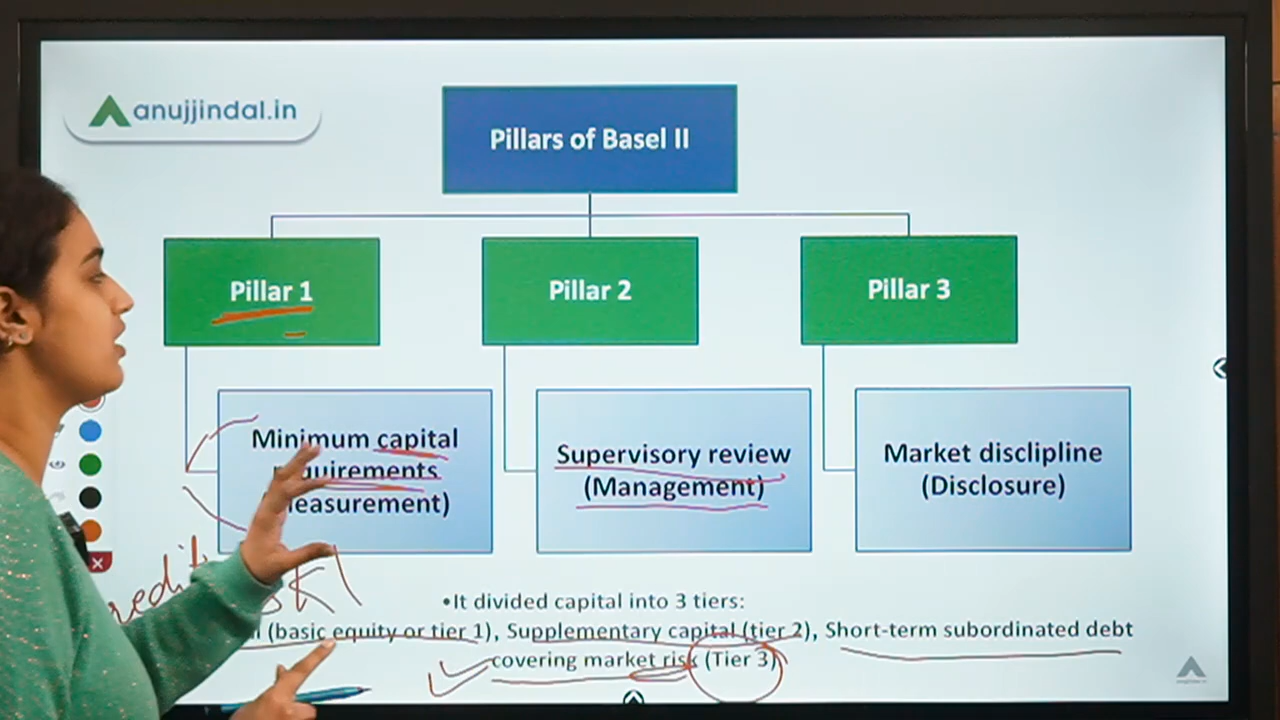 anujjindal.in
Pillars of Basel II
Pillar 1
Pillar 2
Pillar 3
Minimum capital
requirements
(Measurement)
Supervisory review
(Management)
Market discipline
(Disclosure)
•It divided capital into 3 tiers:
(basic equity or tier 1), Supplementary capital (tier 2), Short-term subordinated debt
covering market risk (Tier 3)